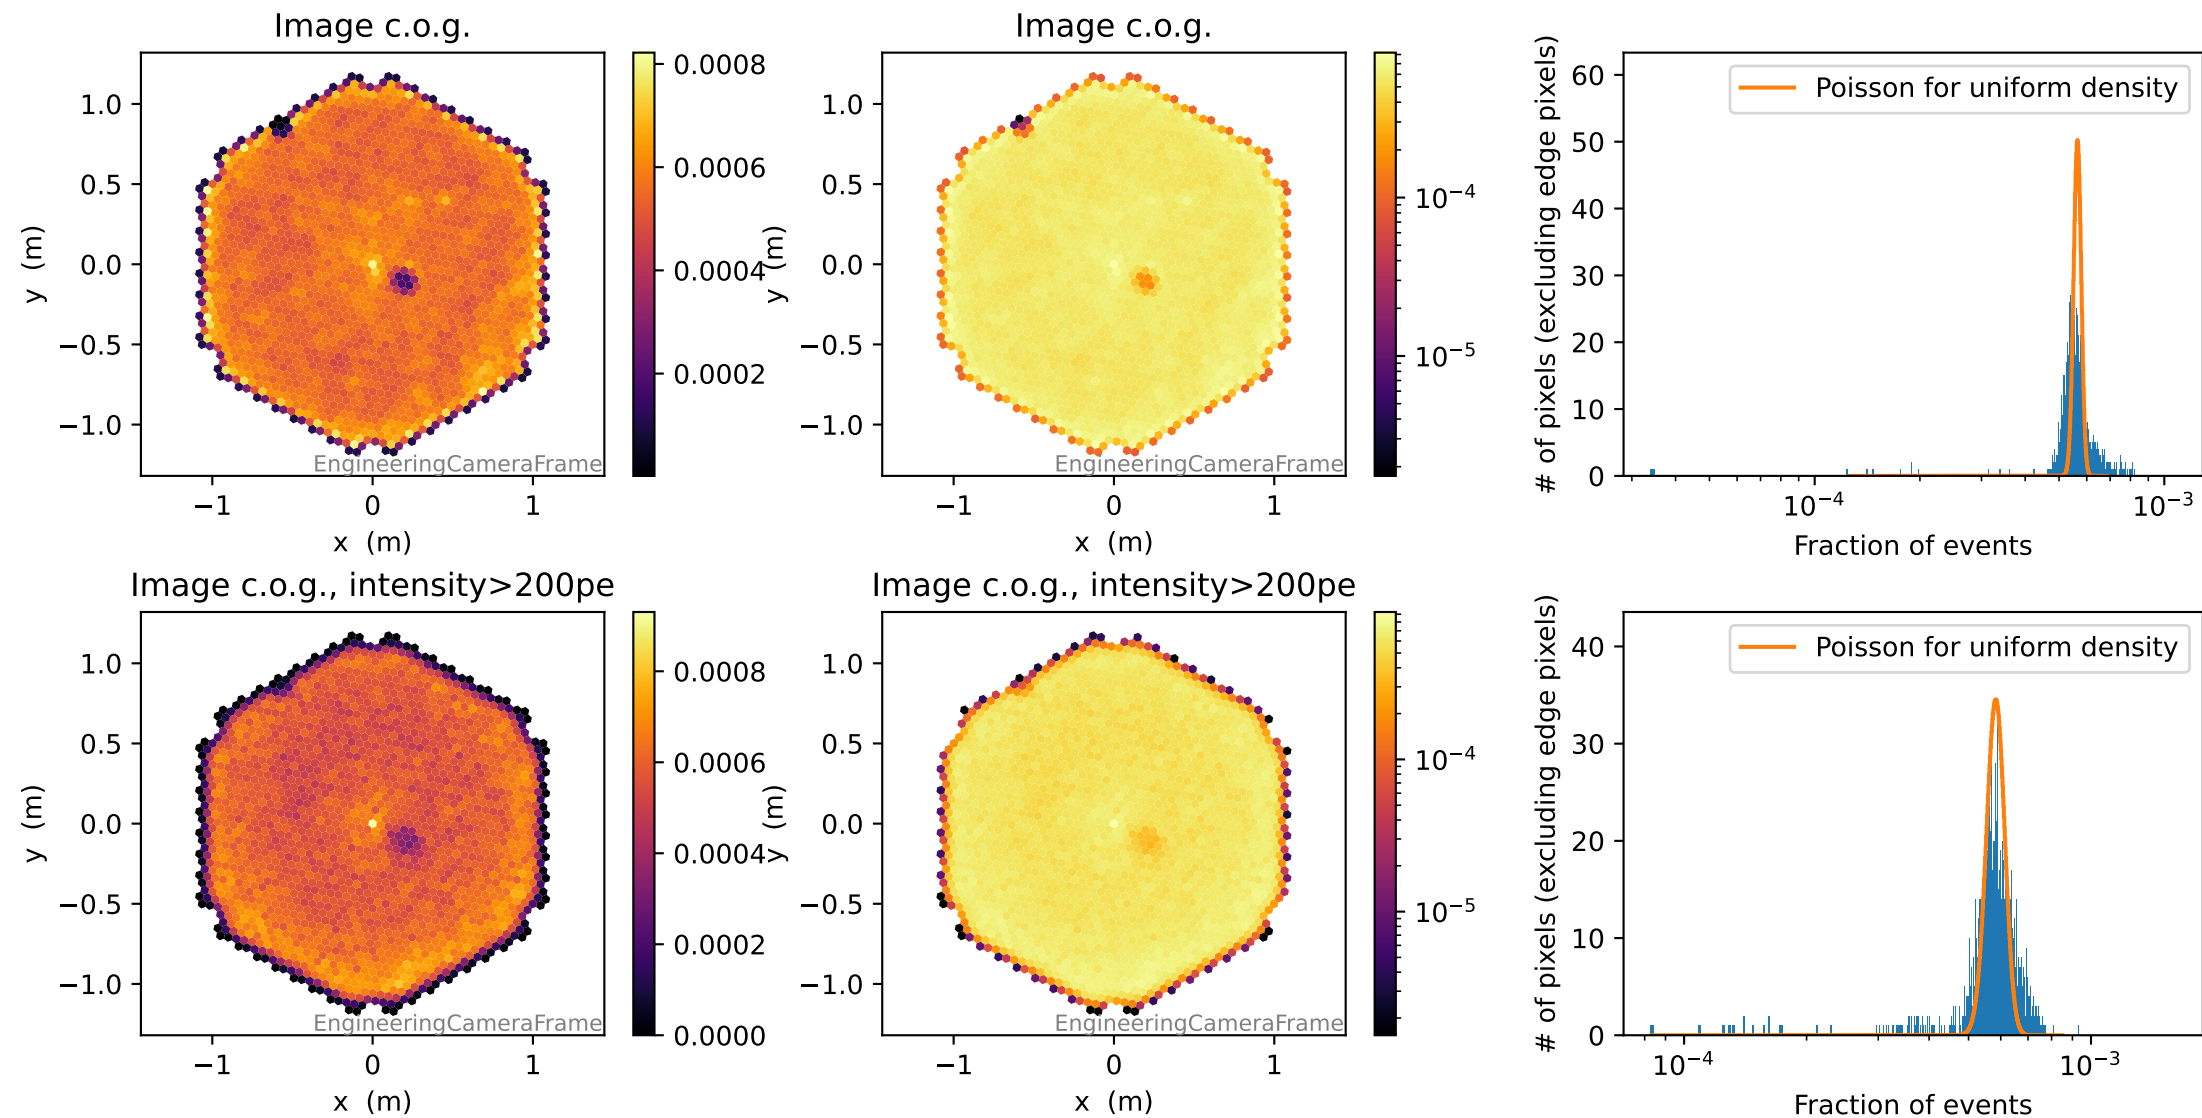 Image c.o.g.
y (m)
1.0
0.5
0.0
−0.5
−1.0
−1
0
1
x (m)
EngineeringCameraFrame
0.0008
0.0006
0.0004
0.0002
Image c.o.g.
y (m)
1.0
0.5
0.0
−0.5
−1.0
−1
0
1
x (m)
EngineeringCameraFrame
10⁻⁴
10⁻⁵
# of pixels (excluding edge pixels)
60
50
40
30
20
10
0
Poisson for uniform density
10⁻⁴
10⁻³
Fraction of events
Image c.o.g., intensity>200pe
y (m)
1.0
0.5
0.0
−0.5
−1.0
−1
0
1
x (m)
EngineeringCameraFrame
0.0008
0.0006
0.0004
0.0002
0.0000
Image c.o.g., intensity>200pe
y (m)
1.0
0.5
0.0
−0.5
−1.0
−1
0
1
x (m)
EngineeringCameraFrame
10⁻⁴
10⁻⁵
# of pixels (excluding edge pixels)
40
30
20
10
0
Poisson for uniform density
10⁻⁴
10⁻³
Fraction of events